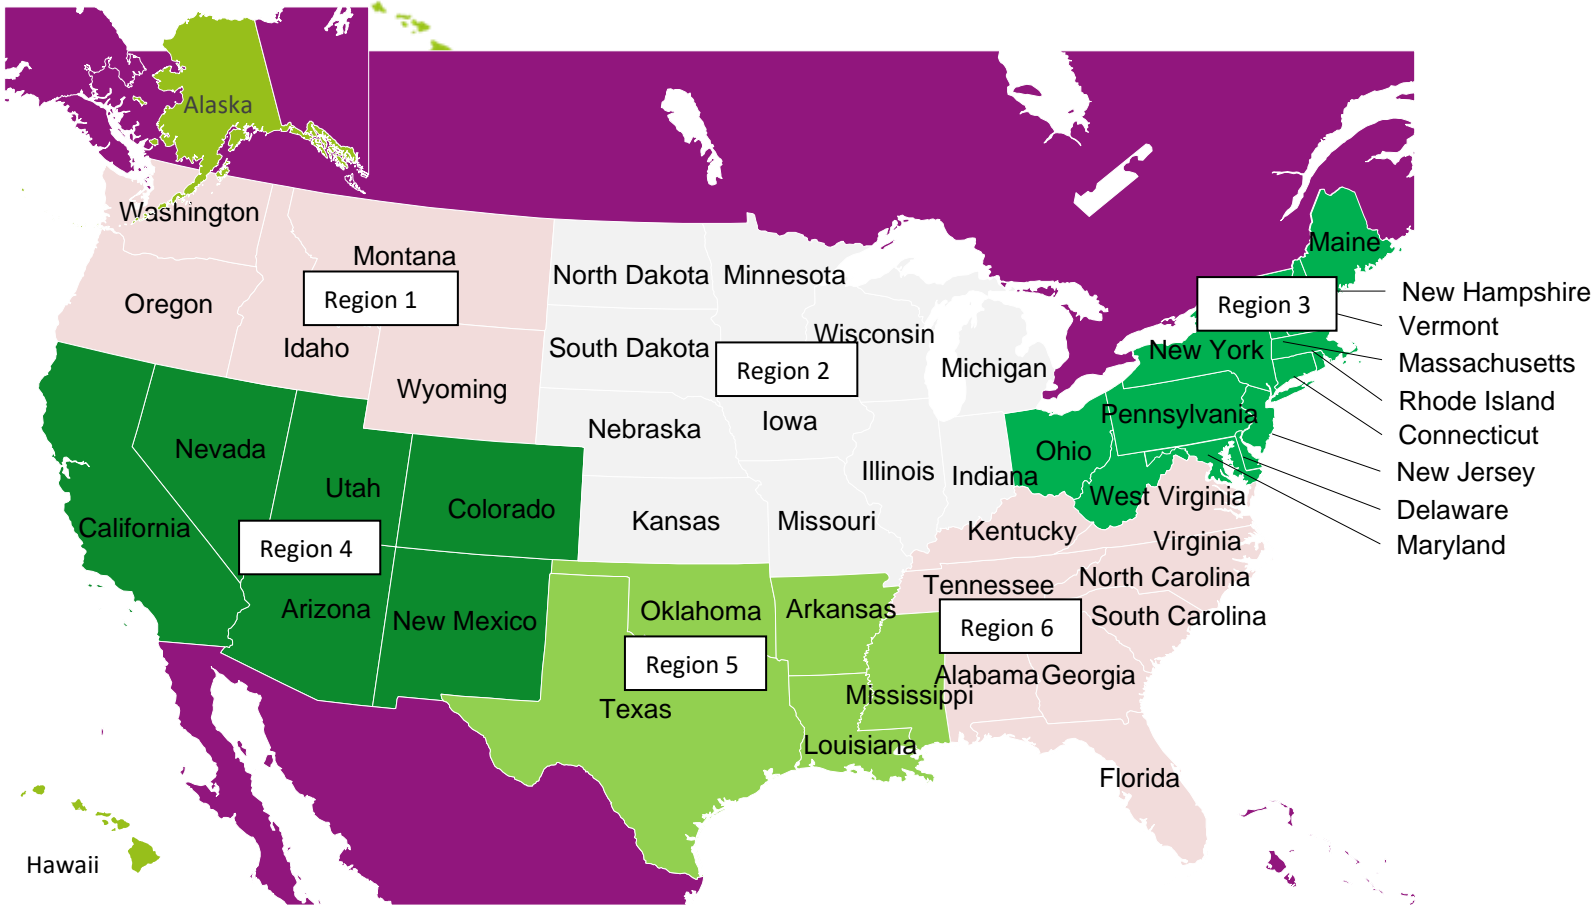 Alaska
Washington
Montana
Maine
North Dakota
Minnesota
New Hampshire
Region 1
Region 3
Oregon
Vermont
Wisconsin
Idaho
South Dakota
New York
Massachusetts
Michigan
Region 2
Wyoming
Rhode Island
Pennsylvania
Iowa
Nebraska
Connecticut
Nevada
Ohio
Illinois
Indiana
New Jersey
Utah
West Virginia
Colorado
Delaware
Kansas
Missouri
California
Kentucky
Virginia
Maryland
Region 4
North Carolina
Tennessee
Arizona
Oklahoma
Arkansas
South Carolina
New Mexico
Region 6
Region 5
Alabama
Georgia
Mississippi
Texas
Louisiana
Florida
Hawaii